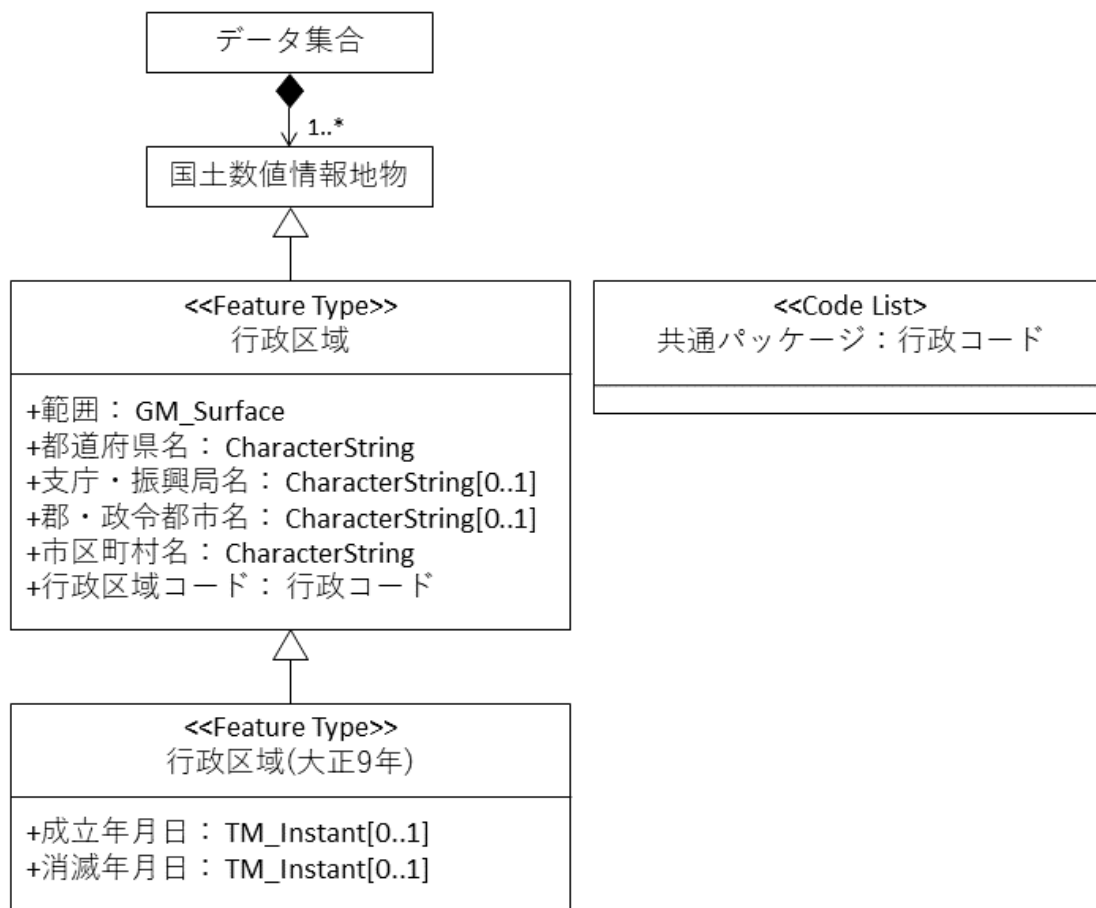 データ集合
1..*
国土数値情報地物
<<Feature Type>>
行政区域
+範囲： GM_Surface
+都道府県名： CharacterString
+支庁・振興局名： CharacterString[0..1]
+郡・政令都市名： CharacterString[0..1]
+市区町村名： CharacterString
+行政区域コード： 行政コード
<<Code List>
共通パッケージ：行政コード
<<Feature Type>>
行政区域(大正9年)
+成立年月日： TM_Instant[0..1]
+消滅年月日： TM_Instant[0..1]